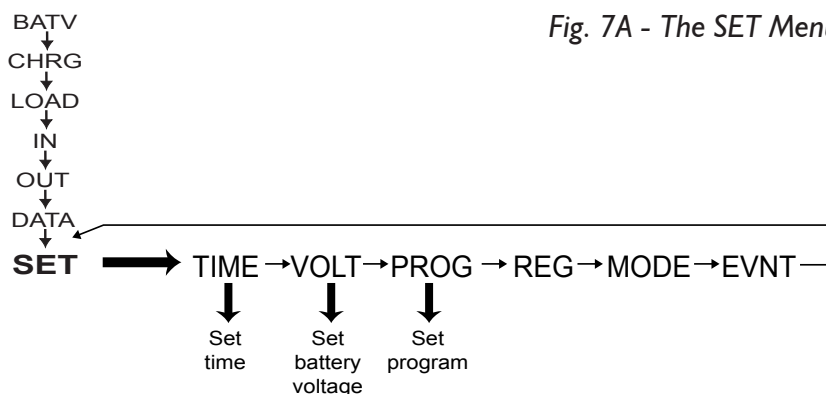 BATV
Fig. 7A - The SET Menu
CHRG
LOAD
IN
OUT
DATA
SET
TIME VOLT PROG REG MODE EVNT
Set time
Set battery voltage
Set program